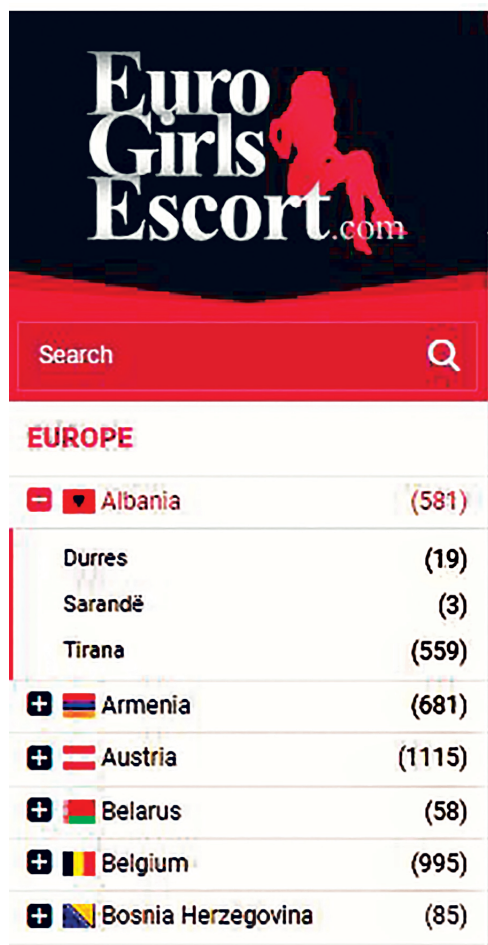 Euro
Girls
Escort.com
Search
EUROPE
Albania (581)
Durres (19)
Sarandë (3)
Tirana (559)
Armenia (681)
Austria (1115)
Belarus (58)
Belgium (995)
Bosnia Herzegovina (85)